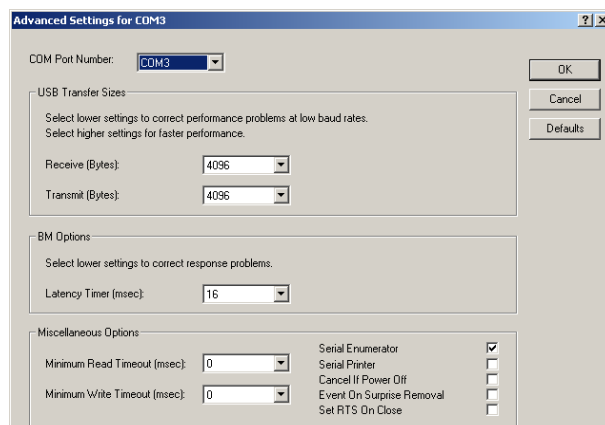 Advanced Settings for COM3
COM Port Number: COM3
OK
USB Transfer Sizes
Cancel
Select lower settings to correct performance problems at low baud rates.
Defaults
Select higher settings for faster performance.
Receive (Bytes): 4096
Transmit (Bytes): 4096
BM Options
Select lower settings to correct response problems.
Latency Timer (msec): 16
Miscellaneous Options
Minimum Read Timeout (msec): 0
Minimum Write Timeout (msec): 0
Serial Enumerator
Serial Printer
Cancel If Power Off
Event On Surprise Removal
Set RTS On Close